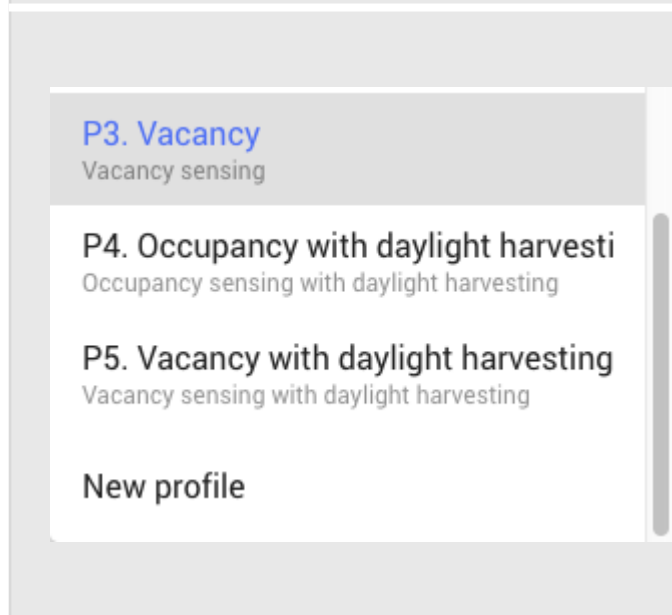 P3. Vacancy
Vacancy sensing
P4. Occupancy with daylight harvesti
Occupancy sensing with daylight harvesting
P5. Vacancy with daylight harvesting
Vacancy sensing with daylight harvesting
New profile